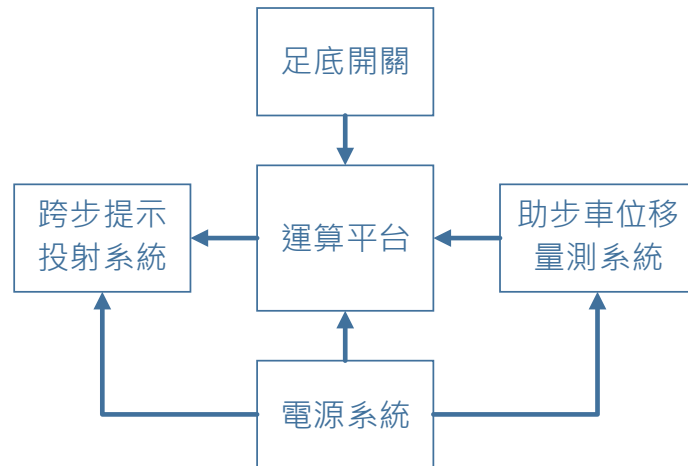 足底開關
跨步提示
投射系統
運算平台
助步車位移
量測系統
電源系統